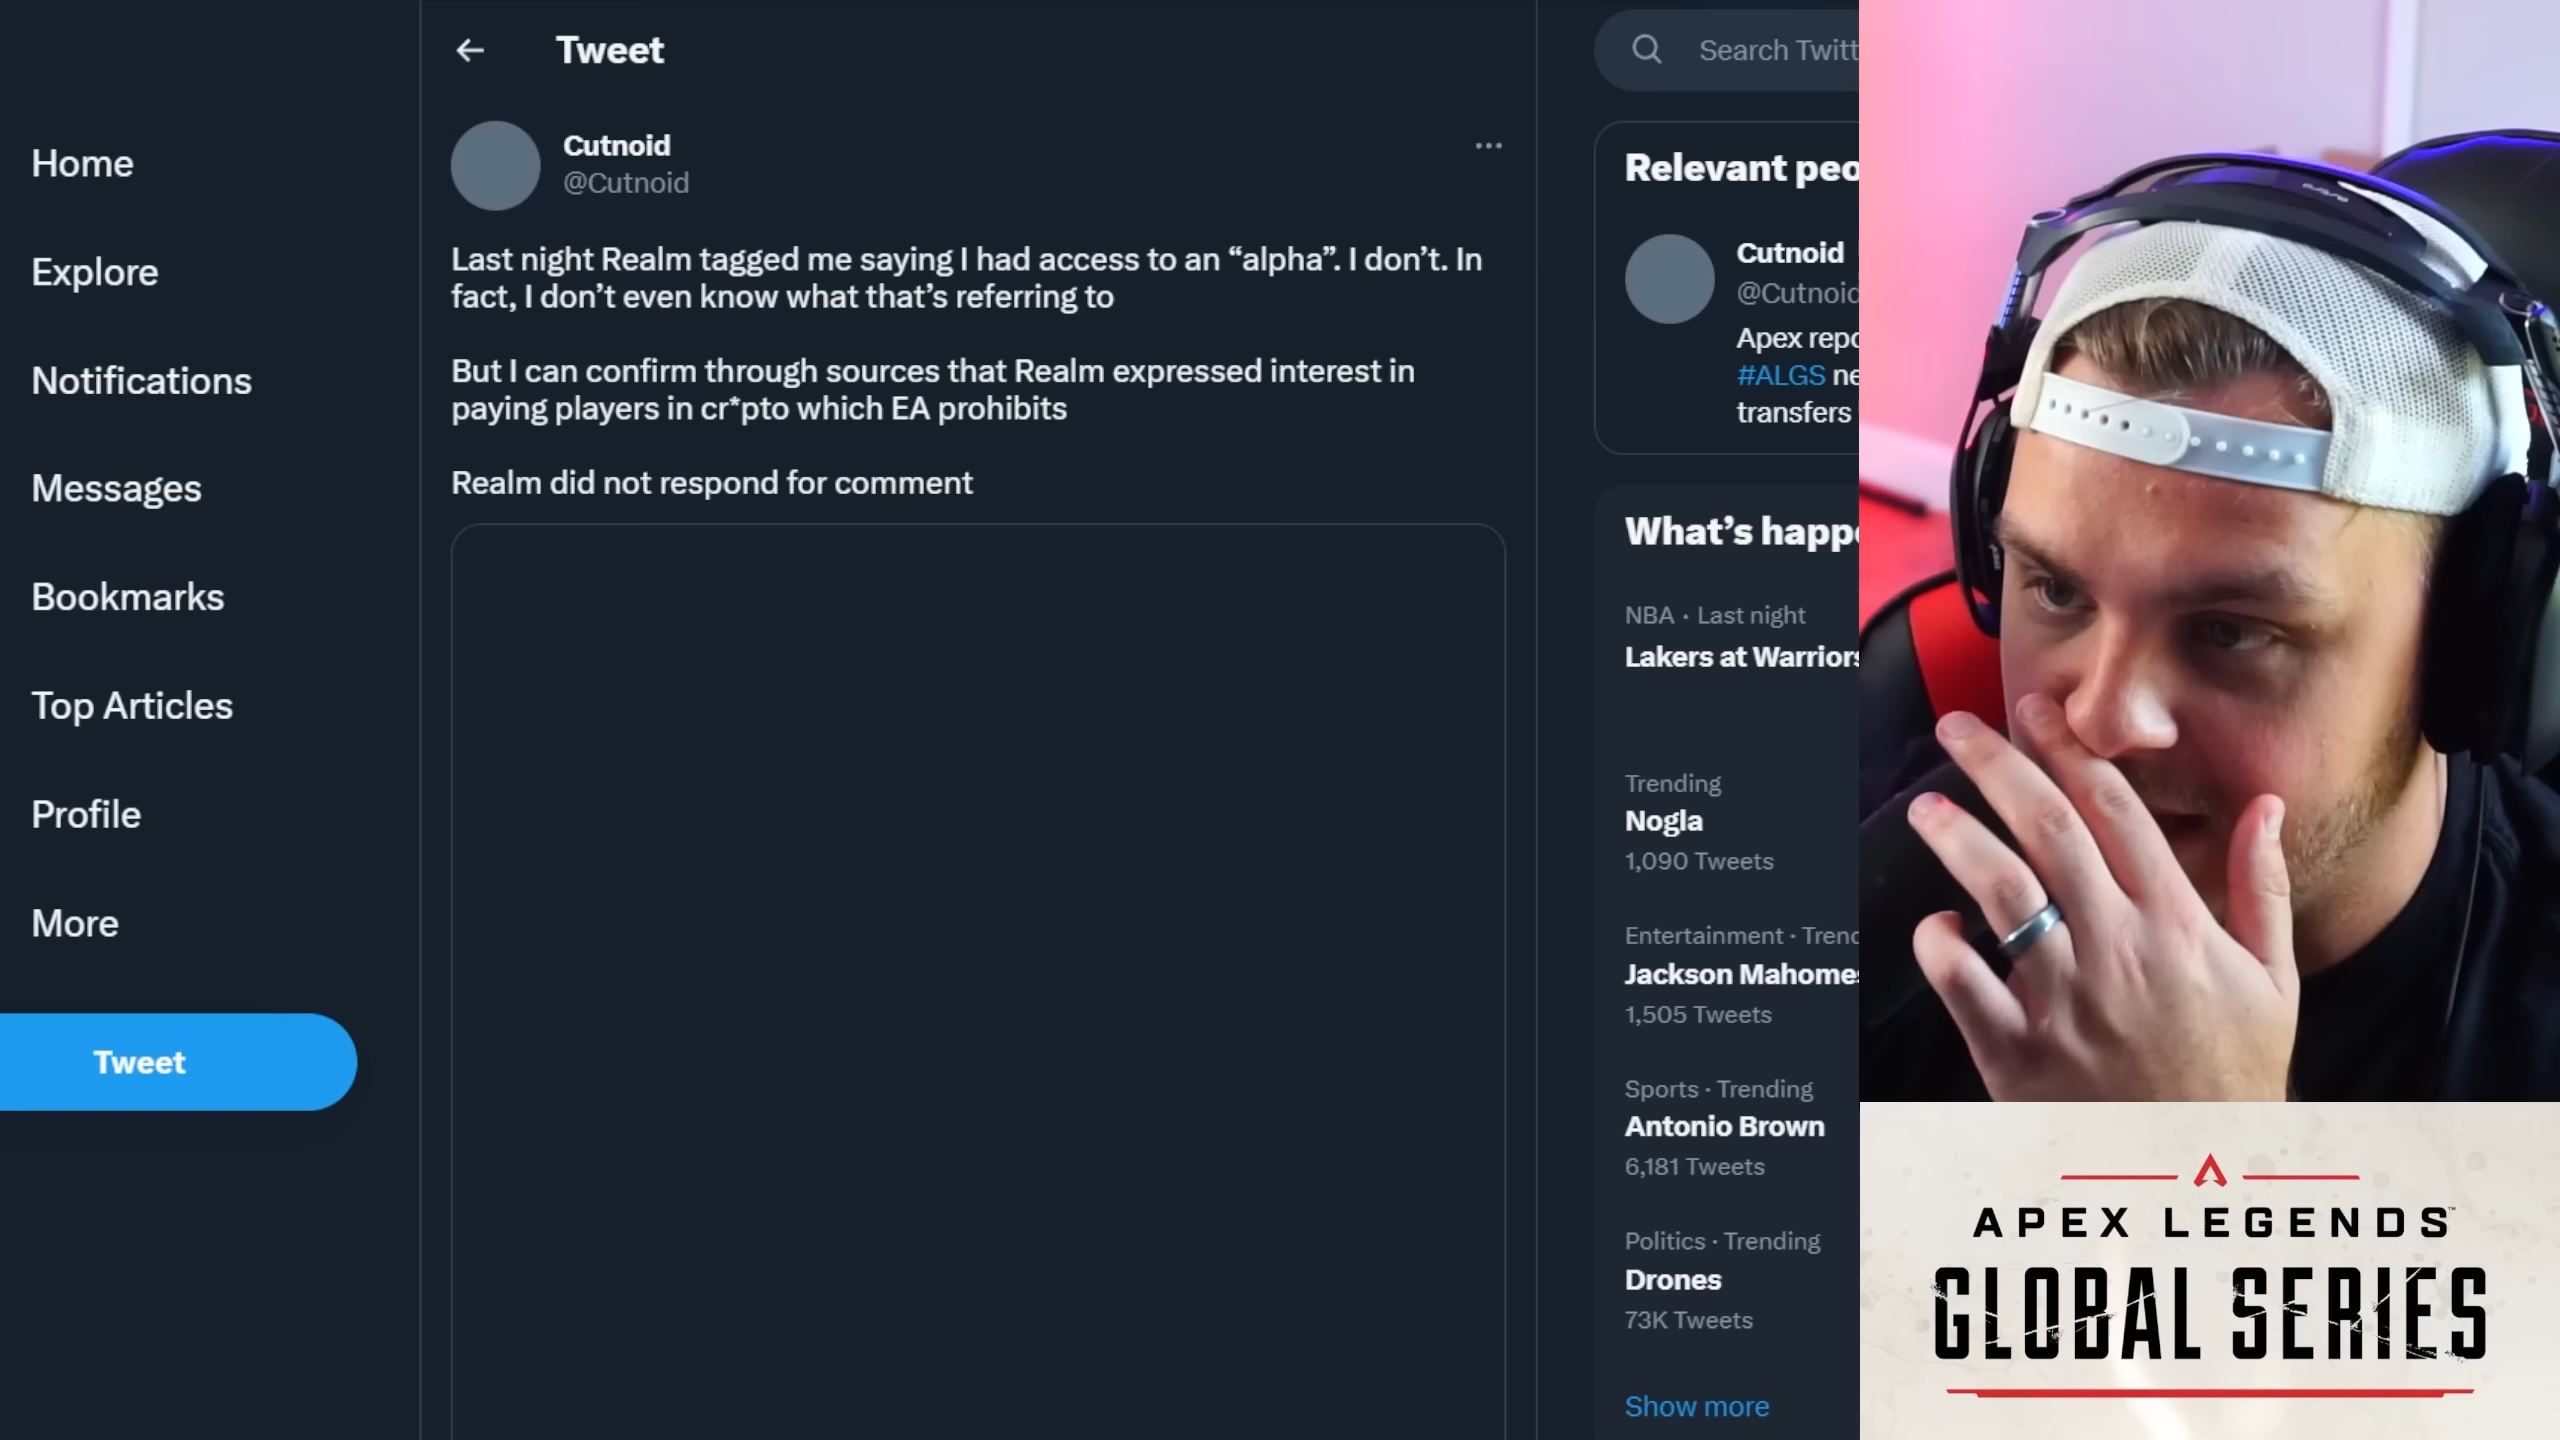 Home
Explore
Notifications
Messages
Bookmarks
Top Articles
Profile
More
Tweet
Tweet
Cutnoid
@Cutnoid
Last night Realm tagged me saying I had access to an “alpha”. I don’t. In
fact, I don’t even know what that’s referring to
But I can confirm through sources that Realm expressed interest in
paying players in cr*pto which EA prohibits
Realm did not respond for comment
Search Twitt
Relevant peo
Cutnoid
@Cutnoid
Apex repo
#ALGS ne
transfers
What’s happe
NBA · Last night
Lakers at Warriors
Trending
Nogla
1,090 Tweets
Entertainment · Trend
Jackson Mahomes
1,505 Tweets
Sports · Trending
Antonio Brown
6,181 Tweets
Politics · Trending
Drones
73K Tweets
Show more
APEX LEGENDS™
GLOBAL SERIES